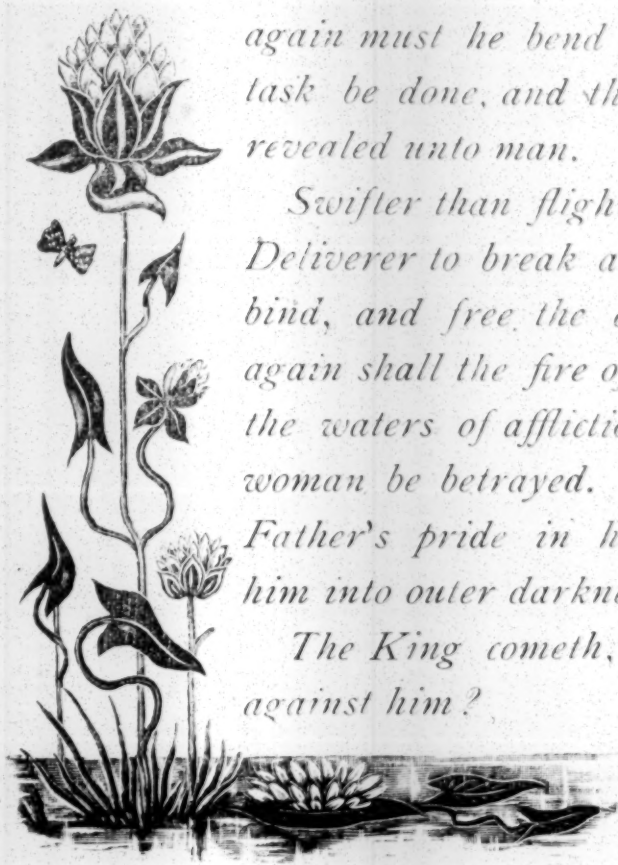 again must he bend
task be done, and th
revealed unto man.
Swifter than fligh
Deliverer to break a
bind, and free the
again shall the fire o
the waters of afflicti
woman be betrayed.
Father's pride in h
him into outer darkn
The King cometh,
against him?